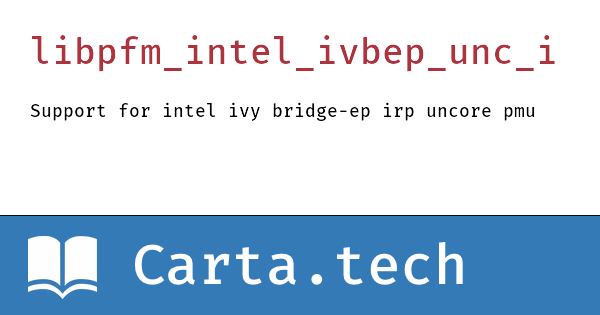 libpfm_intel_ivbep_unc_i
Support for intel ivy bridge-ep irp uncore pmu
Carta.tech